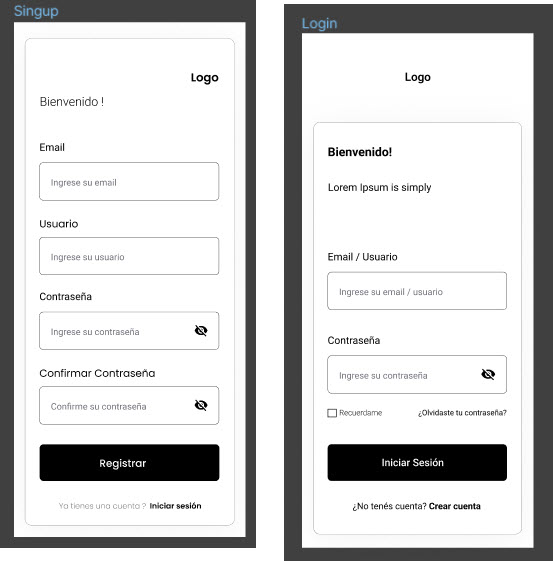 Singup
Logo
Bienvenido !
Email
Ingrese su email
Usuario
Ingrese su usuario
Contraseña
Ingrese su contraseña
Confirmar Contraseña
Confirme su contraseña
Registrar
Ya tienes una cuenta ? Iniciar sesión
Login
Logo
Bienvenido!
Lorem Ipsum is simply
Email / Usuario
Ingrese su email / usuario
Contraseña
Ingrese su contraseña
Recuerdame ¿Olvidaste tu contraseña?
Iniciar Sesión
¿No tenés cuenta? Crear cuenta